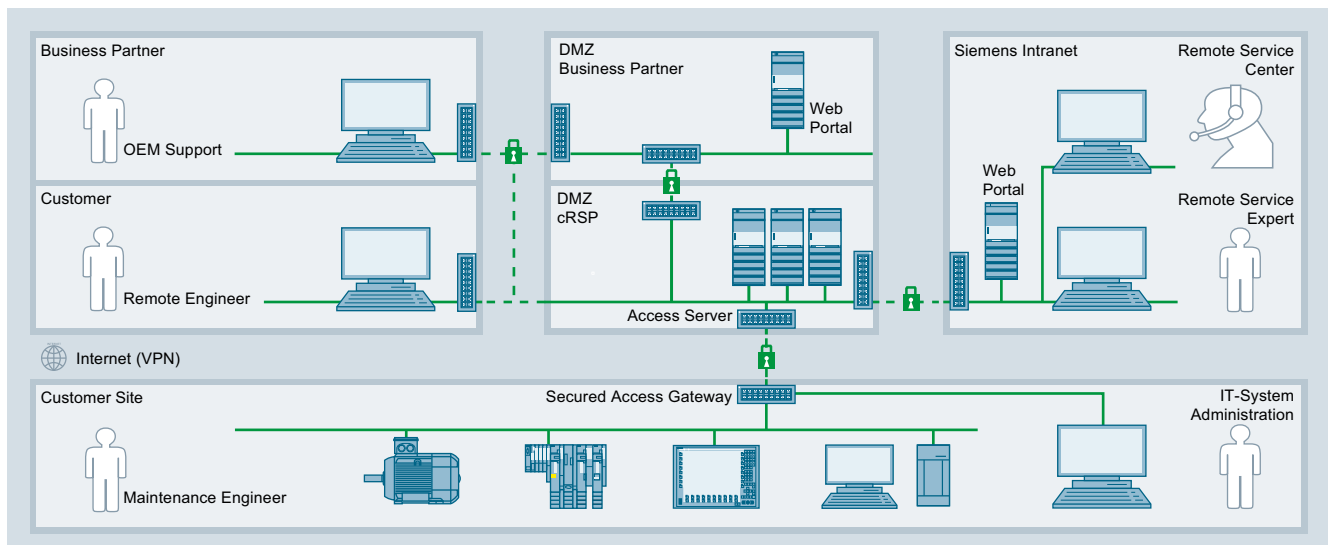 Business Partner
OEM Support
DMZ
Business Partner
Web
Portal
Siemens Intranet
Remote Service
Center
Customer
Remote Engineer
DMZ
cRSP
Access Server
Web
Portal
Remote Service
Expert
Internet (VPN)
Customer Site
Maintenance Engineer
Secured Access Gateway
IT-System
Administration